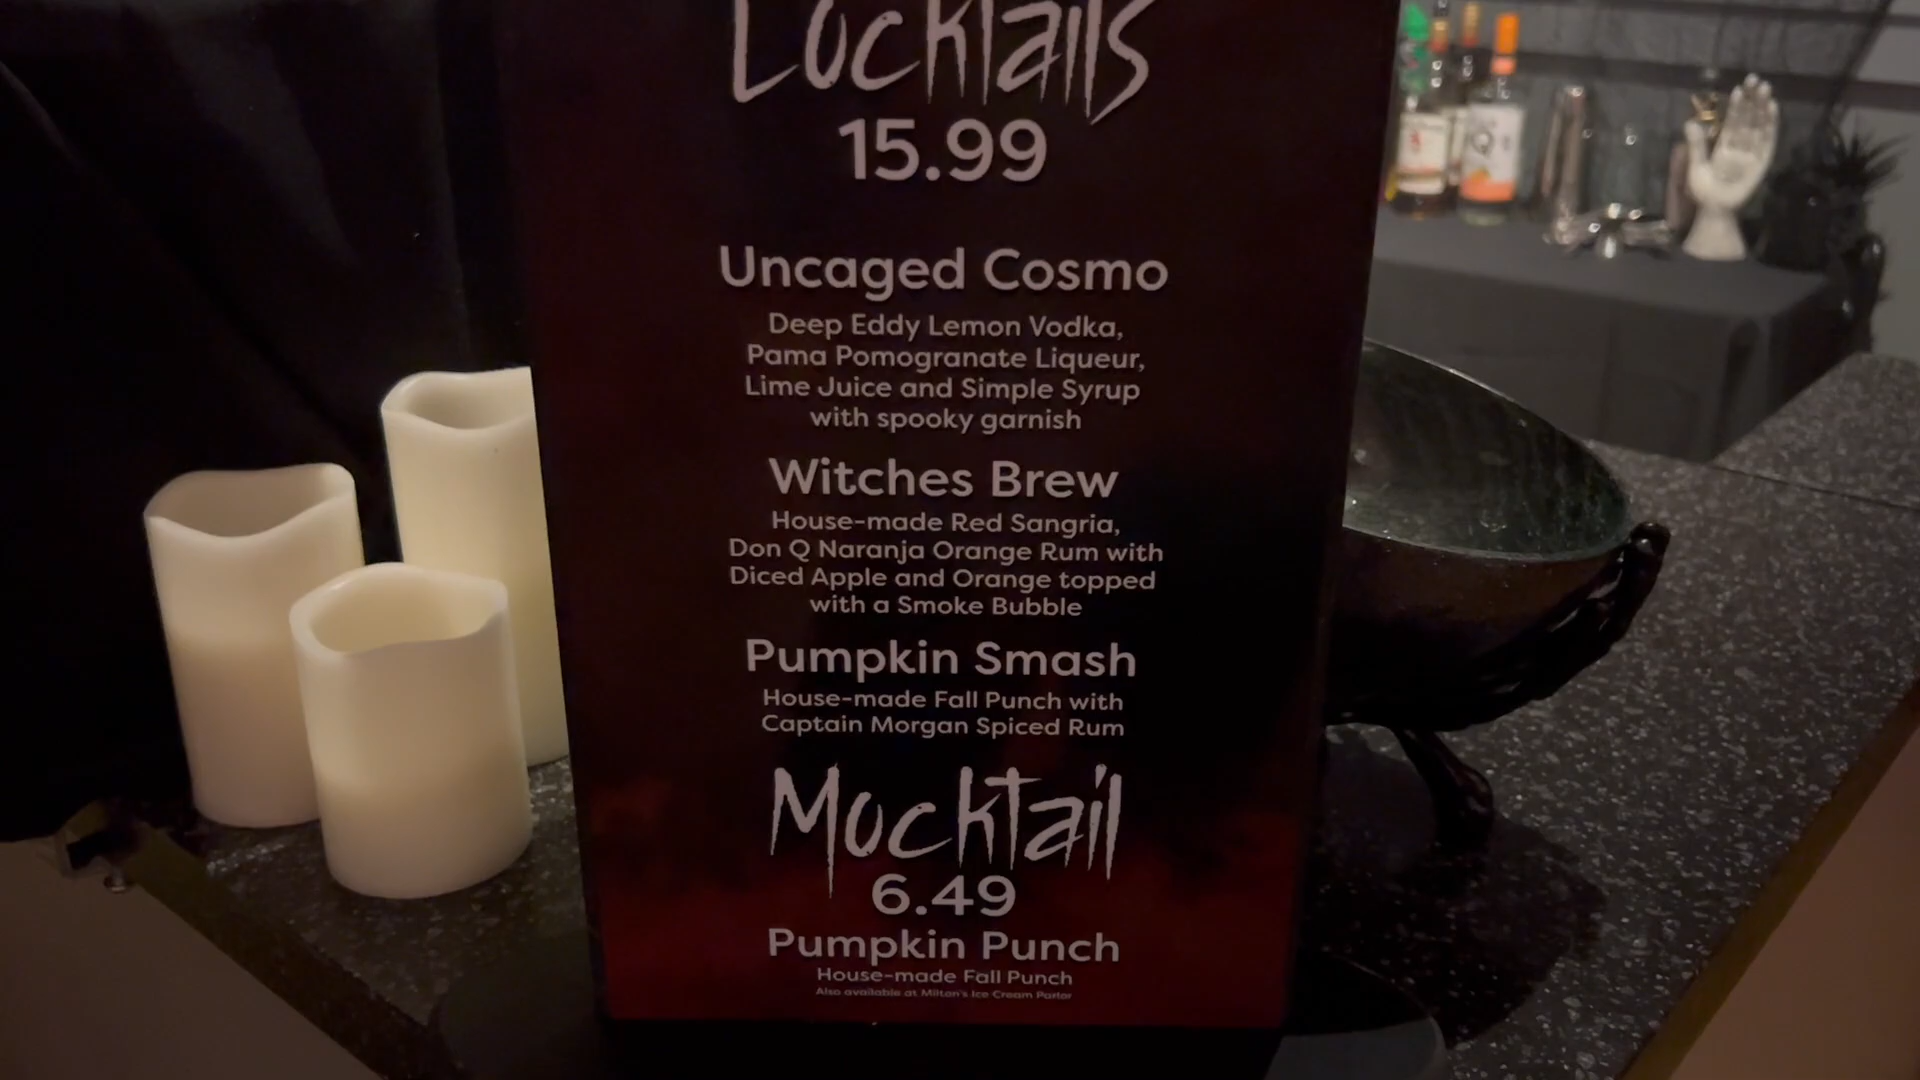 Cocktails
15.99
Uncaged Cosmo
Deep Eddy Lemon Vodka,
Pama Pomogranate Liqueur,
Lime Juice and Simple Syrup
with spooky garnish
Witches Brew
House-made Red Sangria,
Don Q Naranja Orange Rum with
Diced Apple and Orange topped
with a Smoke Bubble
Pumpkin Smash
House-made Fall Punch with
Captain Morgan Spiced Rum
Mocktail
6.49
Pumpkin Punch
House-made Fall Punch
Also available at Milton's Ice Cream Parlor